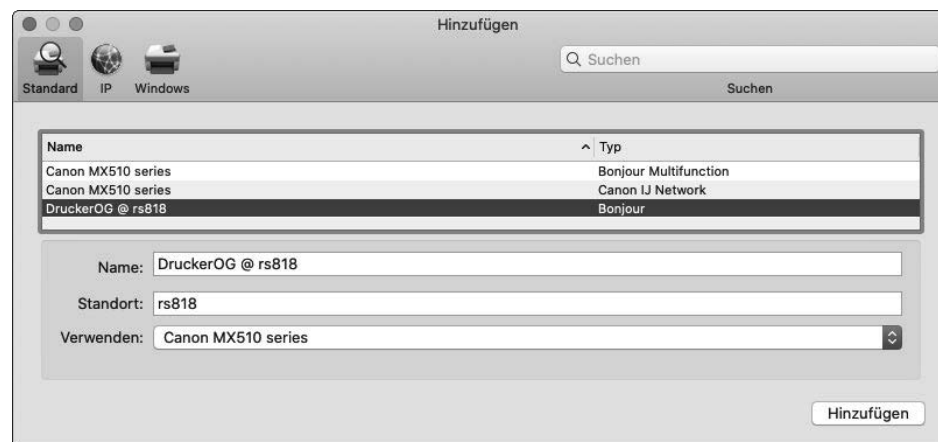 Hinzufügen
Suchen
Standard IP Windows Suchen
Name Typ
Canon MX510 series Bonjour Multifunction
Canon MX510 series Canon IJ Network
DruckerOG @ rs818 Bonjour
Name: DruckerOG @ rs818
Standort: rs818
Verwenden: Canon MX510 series
Hinzufügen